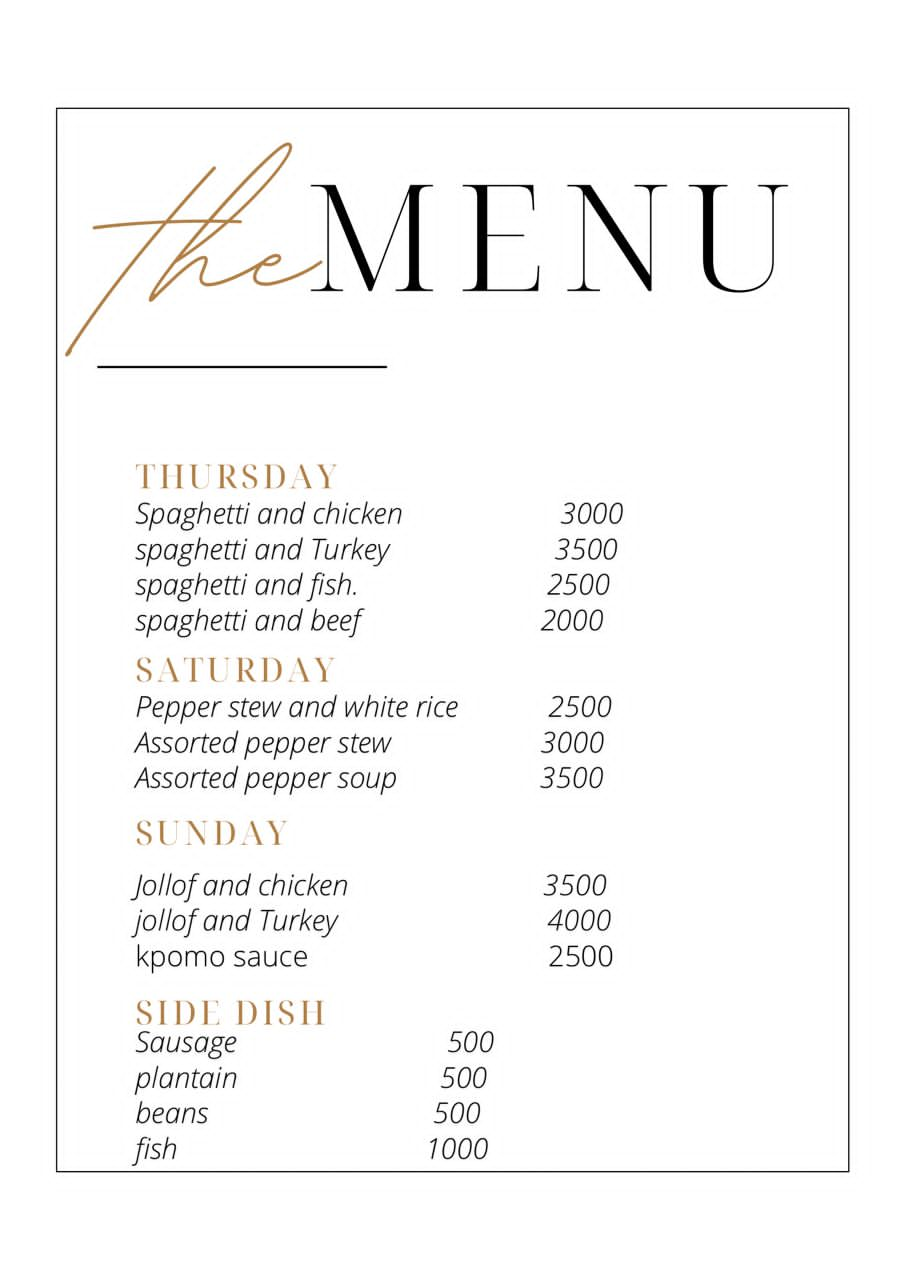 the MENU
THURSDAY
Spaghetti and chicken 3000
spaghetti and Turkey 3500
spaghetti and fish. 2500
spaghetti and beef 2000
SATURDAY
Pepper stew and white rice 2500
Assorted pepper stew 3000
Assorted pepper soup 3500
SUNDAY
Jollof and chicken 3500
jollof and Turkey 4000
kpomo sauce 2500
SIDE DISH
Sausage 500
plantain 500
beans 500
fish 1000